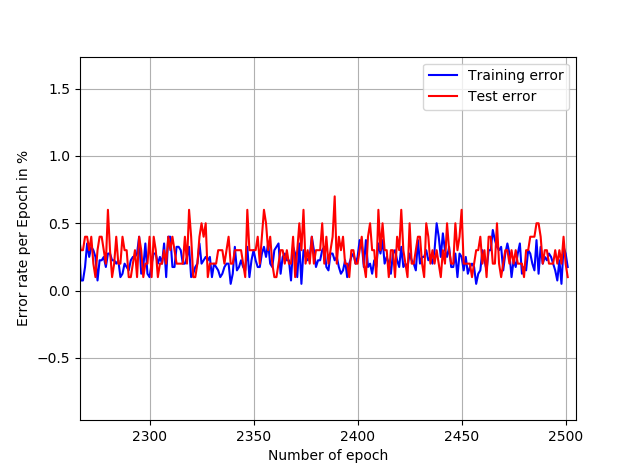 Training error
Test error
1.5
1.0
0.5
0.0
−0.5
Error rate per Epoch in %
2300
2350
2400
2450
2500
Number of epoch